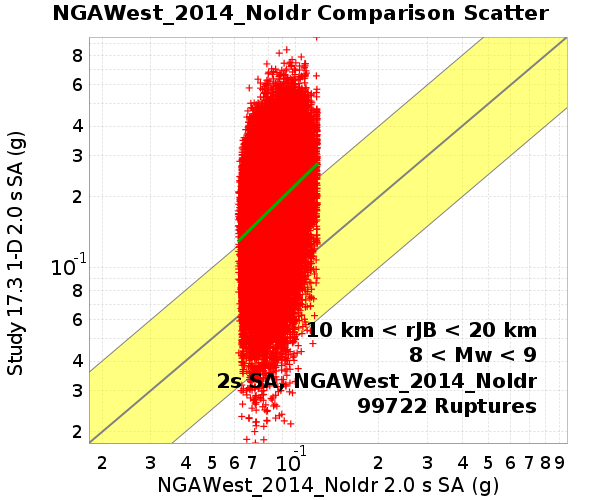 NGAWest_2014_NoIdr Comparison Scatter
Study 17.3 1-D 2.0 s SA (g)
8
6
4
3
2
10-1
8
6
4
3
2
10 km < rJB < 20 km
8 < Mw < 9
2s SA, NGAWest_2014_NoIdr
99722 Ruptures
2 3 4 5 6 7 10-1 2 3 4 5 6 7 8 9
NGAWest_2014_NoIdr 2.0 s SA (g)